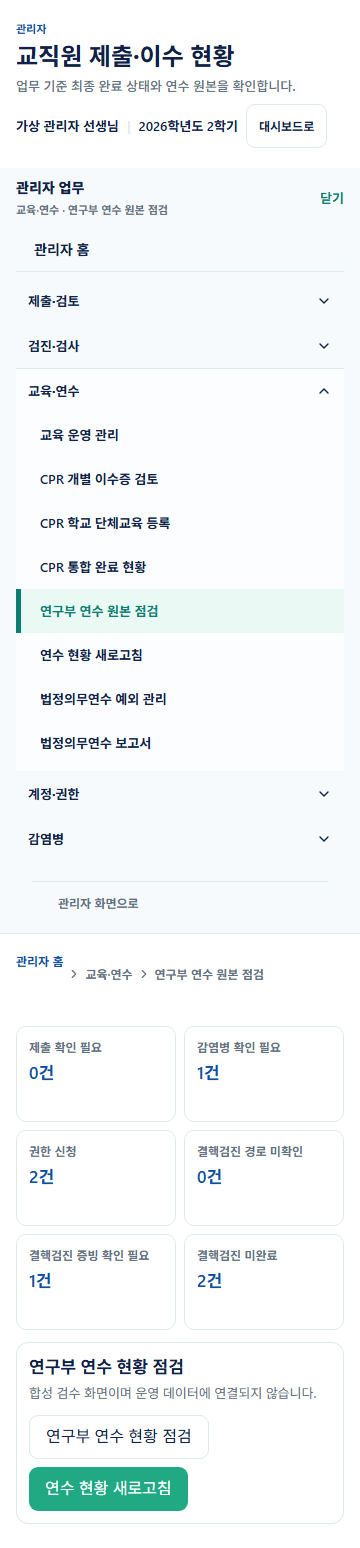 관리자
교직원 제출·이수 현황
업무 기준 최종 완료 상태와 연수 원본을 확인합니다.
가상 관리자 선생님 | 2026학년도 2학기 대시보드로
관리자 업무
교육·연수 · 연구부 연수 원본 점검
닫기
관리자 홈
제출·검토
검진·검사
교육·연수
교육 운영 관리
CPR 개별 이수증 검토
CPR 학교 단체교육 등록
CPR 통합 완료 현황
연구부 연수 원본 점검
연수 현황 새로고침
법정의무연수 예외 관리
법정의무연수 보고서
계정·권한
감염병
관리자 화면으로
관리자 홈 > 교육·연수 > 연구부 연수 원본 점검
제출 확인 필요
0건
감염병 확인 필요
1건
권한 신청
2건
결핵검진 경로 미확인
0건
결핵검진 증빙 확인 필요
1건
결핵검진 미완료
2건
연구부 연수 현황 점검
합성 검수 화면이며 운영 데이터에 연결되지 않습니다.
연구부 연수 현황 점검
연수 현황 새로고침